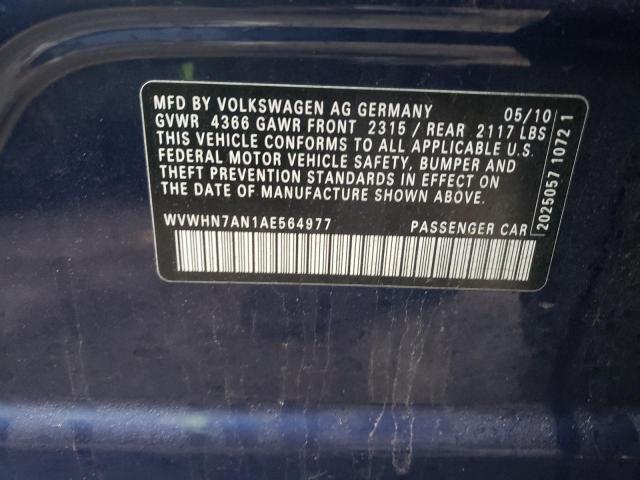 MFD BY VOLKSWAGEN AG GERMANY 05/10
GVWR 4366 GAWR FRONT 2315 / REAR 2117 LBS
THIS VEHICLE CONFORMS TO ALL APPLICABLE U.S.
FEDERAL MOTOR VEHICLE SAFETY, BUMPER AND
THEFT PREVENTION STANDARDS IN EFFECT ON
THE DATE OF MANUFACTURE SHOWN ABOVE.
WVWHN7AN1AE564977 PASSENGER CAR
2025057 1072 1